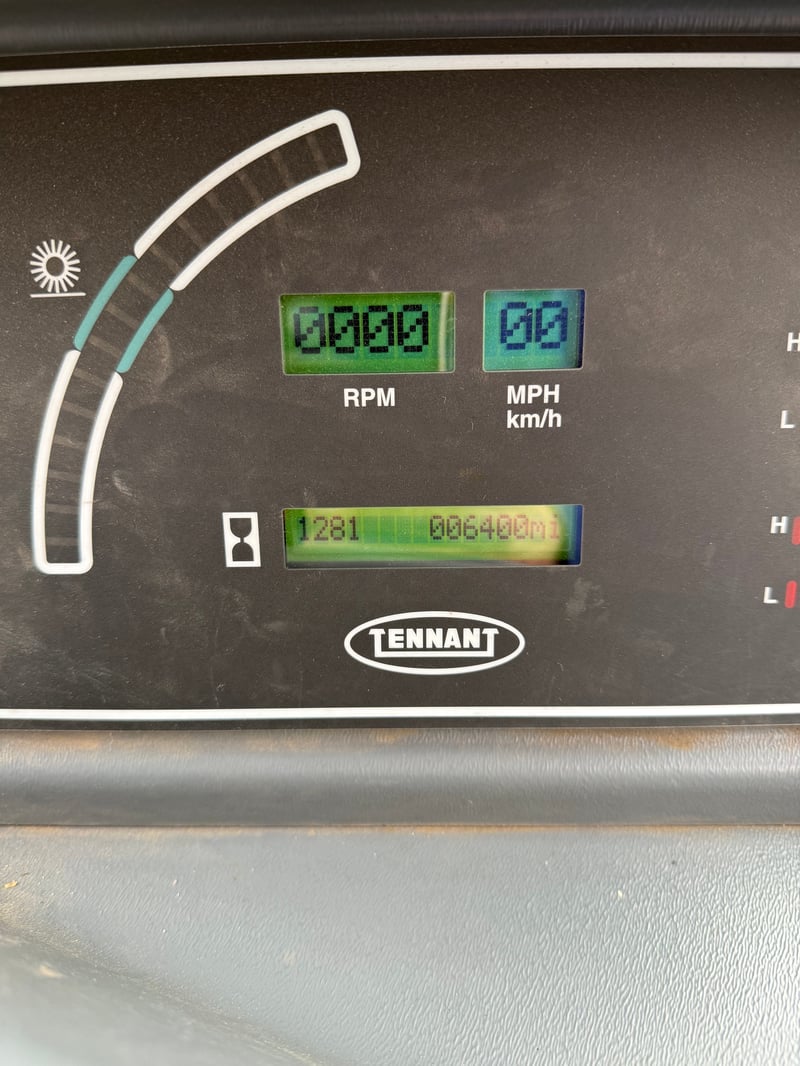 0000 00
RPM MPH
km/h
H
L
1281 006400mi
H
L
TENNANT